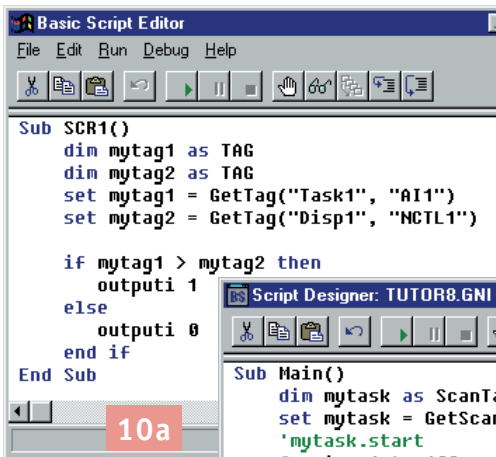 Basic Script Editor
File Edit Run Debug Help
Sub SCR1()
dim mytag1 as TAG
dim mytag2 as TAG
set mytag1 = GetTag("Task1", "AI1")
set mytag2 = GetTag("Disp1", "NCTL1")
if mytag1 > mytag2 then
outputi 1
else
outputi 0
end if
End Sub
10a
BS Script Designer: TUTOR8.GNI
Sub Main()
dim mytask as ScanTa
set mytask = GetScan
'mytask.start